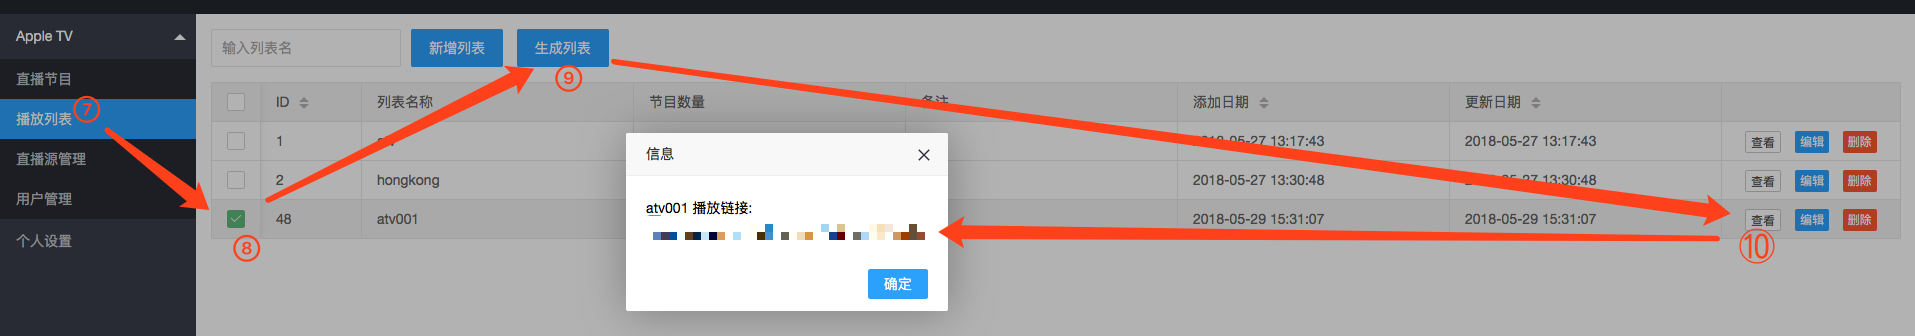 Apple TV
直播节目
播放列表 ⑦
直播源管理
用户管理
个人设置
输入列表名 新增列表 生成列表
⑨
ID 列表名称 节目数量 备注 添加日期 更新日期
1 2018-05-27 13:17:43 2018-05-27 13:17:43 查看 编辑 删除
2 hongkong 2018-05-27 13:30:48 2018-05-27 13:30:48 查看 编辑 删除
48 atv001 2018-05-29 15:31:07 2018-05-29 15:31:07 查看 编辑 删除
⑧
⑩
信息
atv001 播放链接:
确定